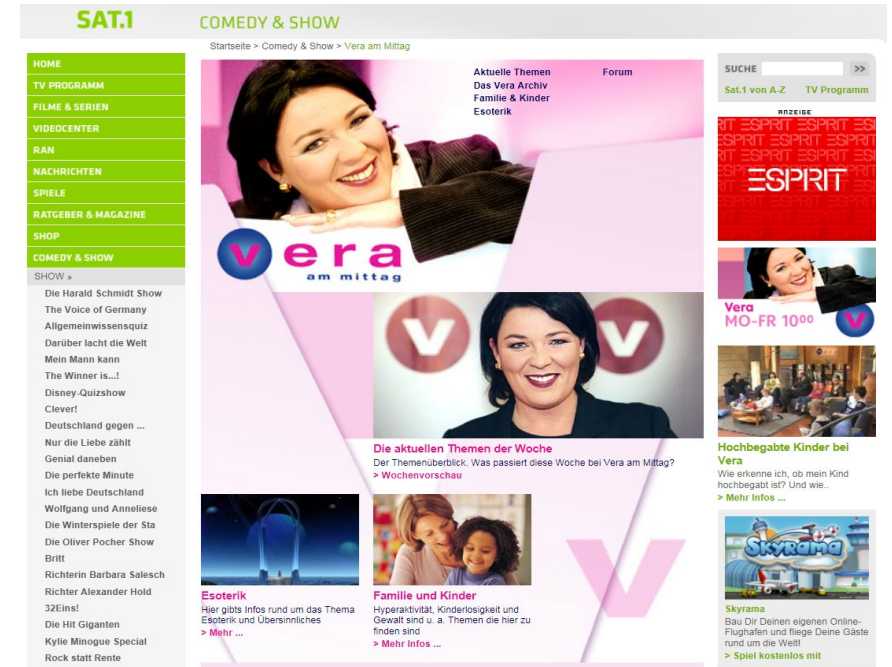 SAT.1
COMEDY & SHOW
Startseite > Comedy & Show > Vera am Mittag
HOME
TV PROGRAMM
FILME & SERIEN
VIDEOCENTER
RAN
NACHRICHTEN
SPIELE
RATGEBER & MAGAZINE
SHOP
COMEDY & SHOW
SHOW »
Die Harald Schmidt Show
The Voice of Germany
Allgemeinwissensquiz
Darüber lacht die Welt
Mein Mann kann
The Winner is...!
Disney-Quizshow
Clever!
Deutschland gegen ...
Nur die Liebe zählt
Genial daneben
Die perfekte Minute
Ich liebe Deutschland
Wolfgang und Anneliese
Die Winterspiele der Sta
Die Oliver Pocher Show
Britt
Richterin Barbara Salesch
Richter Alexander Hold
32Eins!
Die Hit Giganten
Kylie Minogue Special
Rock statt Rente
Aktuelle Themen
Das Vera Archiv
Familie & Kinder
Esoterik
Forum
vera
am mittag
v
v
Die aktuellen Themen der Woche
Der Themenüberblick. Was passiert diese Woche bei Vera am Mittag?
> Wochenvorschau
Esoterik
Hier gibts Infos rund um das Thema
Esoterik und Übersinnliches
> Mehr ...
Familie und Kinder
Hyperaktivität, Kinderlosigkeit und
Gewalt sind u. a. Themen die hier zu
finden sind
> Mehr Infos ...
v
SUCHE >>
Sat.1 von A-Z TV Programm
ANZEIGE
ESPRIT
Vera
MO-FR 10⁰⁰
v
Hochbegabte Kinder bei
Vera
Wie erkenne ich, ob mein Kind
hochbegabt ist? Und wie..
> Mehr Infos ...
SKYRAMA
Skyrama
Bau Dir Deinen eigenen Online-
Flughafen und fliege Deine Gäste
rund um die Welt!
> Spiel kostenlos mit